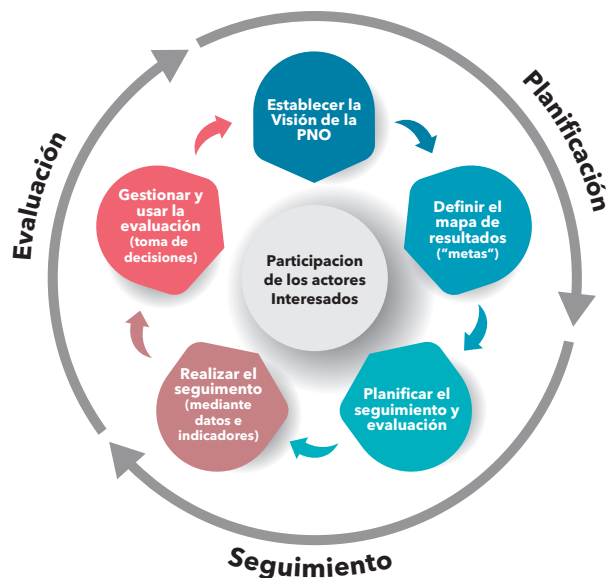 Establecer la
Visión de la
PNO
Planificación
Definir el
mapa de
resultados
(“metas”)
Planificar el
seguimiento y
evaluación
Seguimiento
Realizar el
seguimento
(mediante
datos e
indicadores)
Evaluación
Gestionar y
usar la
evaluación
(toma de
decisiones)
Participacion
de los actores
Interesados